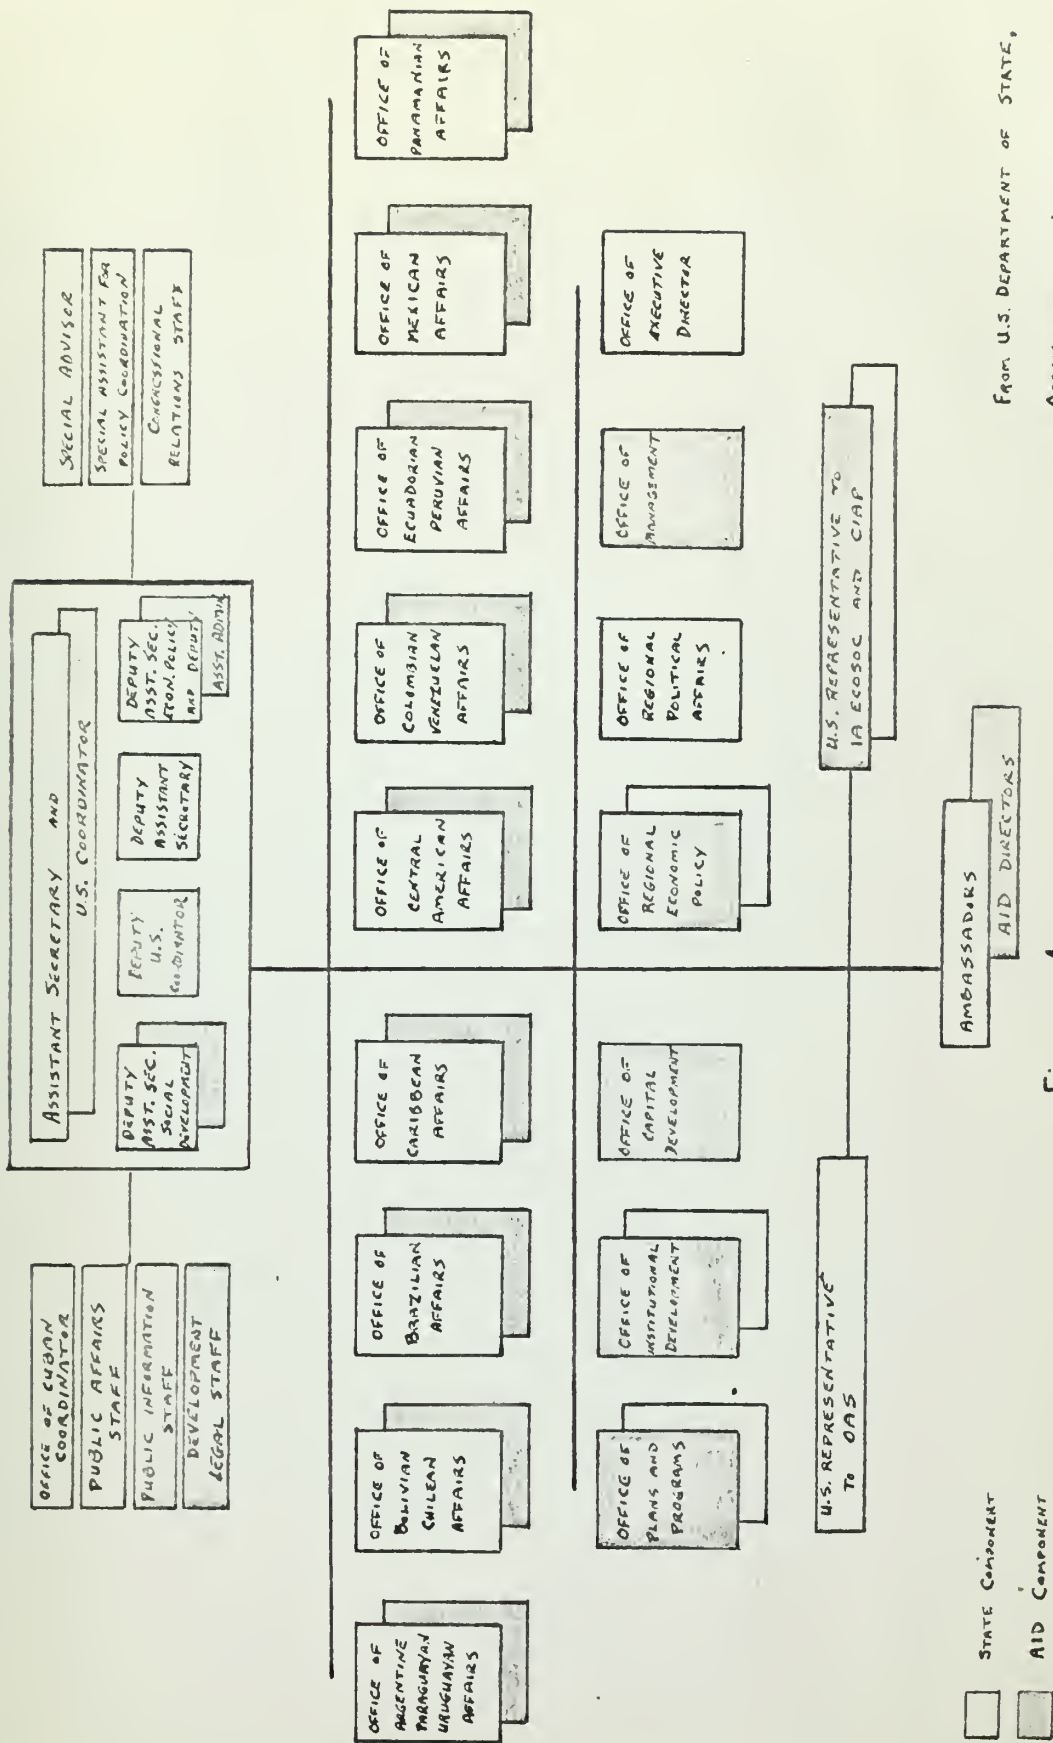 OFFICE OF CUBAN
COORDINATOR
PUBLIC AFFAIRS
STAFF
PUBLIC INFORMATION
STAFF
DEVELOPMENT
LEGAL STAFF
ASSISTANT SECRETARY AND
U.S. COORDINATOR
DEPUTY
ASST. SEC.
SOCIAL
DEVELOPMENT
DEPUTY
U.S.
COORDINATOR
DEPUTY
ASSISTANT
SECRETARY
DEPUTY
ASST. SEC.
ECON. POLICY
AND DEPUTY
ASST. ADMIN
SPECIAL ADVISOR
SPECIAL ASSISTANT FOR
POLICY COORDINATION
CONGRESSIONAL
RELATIONS STAFF
OFFICE OF
ARGENTINE
PARAGUAYAN
URUGUAYAN
AFFAIRS
OFFICE OF
BOLIVIAN
CHILEAN
AFFAIRS
OFFICE OF
BRAZILIAN
AFFAIRS
OFFICE OF
CARIBBEAN
AFFAIRS
OFFICE OF
CENTRAL
AMERICAN
AFFAIRS
OFFICE OF
COLOMBIAN
VENEZUELAN
AFFAIRS
OFFICE OF
ECUADORIAN
PERUVIAN
AFFAIRS
OFFICE OF
MEXICAN
AFFAIRS
OFFICE OF
PANAMANIAN
AFFAIRS
OFFICE OF
PLANS AND
PROGRAMS
OFFICE OF
INSTITUTIONAL
DEVELOPMENT
OFFICE OF
CAPITAL
DEVELOPMENT
OFFICE OF
REGIONAL
ECONOMIC
POLICY
OFFICE OF
REGIONAL
POLITICAL
AFFAIRS
OFFICE OF
MANAGEMENT
OFFICE OF
EXECUTIVE
DIRECTOR
U.S. REPRESENTATIVE
TO OAS
U.S. REPRESENTATIVE TO
IA ECOSOC AND CIAP
AMBASSADORS
AID DIRECTORS
STATE COMPONENT
AID COMPONENT
FROM U.S. DEPARTMENT OF STATE,